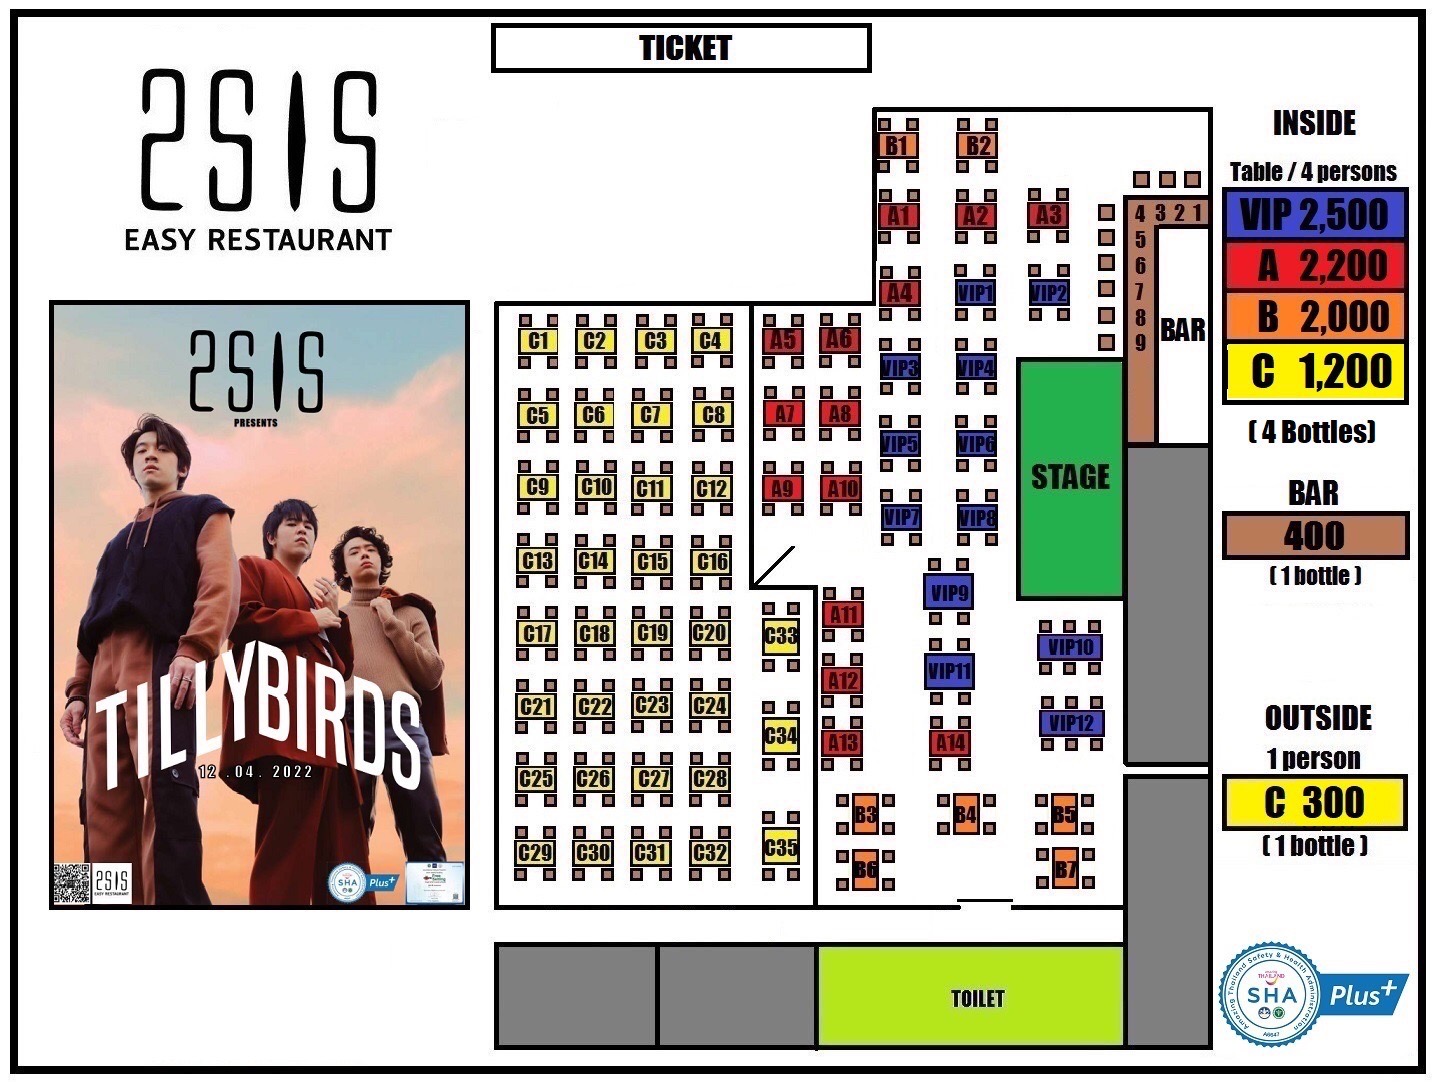 TICKET
2SIS
EASY RESTAURANT
2SIS
PRESENTS
TILLYBIRDS
12 .04. 2022
2SIS
EASY RESTAURANT
SHA Plus+
B1 B2
A1 A2 A3
A4 VIP1 VIP2
C1 C2 C3 C4 A5 A6
VIP3 VIP4
C5 C6 C7 C8 A7 A8
VIP5 VIP6
C9 C10 C11 C12 A9 A10
VIP7 VIP8
C13 C14 C15 C16
VIP9
C17 C18 C19 C20 C33 A11
VIP10
VIP11
A12
C21 C22 C23 C24
VIP12
C34 A13 A14
C25 C26 C27 C28
B3 B4 B5
C29 C30 C31 C32 C35
B6 B7
4 3 2 1
5
6
7
8
9
BAR
STAGE
TOILET
INSIDE
Table / 4 persons
VIP 2,500
A 2,200
B 2,000
C 1,200
( 4 Bottles)
BAR
400
( 1 bottle )
OUTSIDE
1 person
C 300
( 1 bottle )
Amazing Thailand Safety & Health Administration
AMAZING
THAILAND
SHA Plus+
A8647